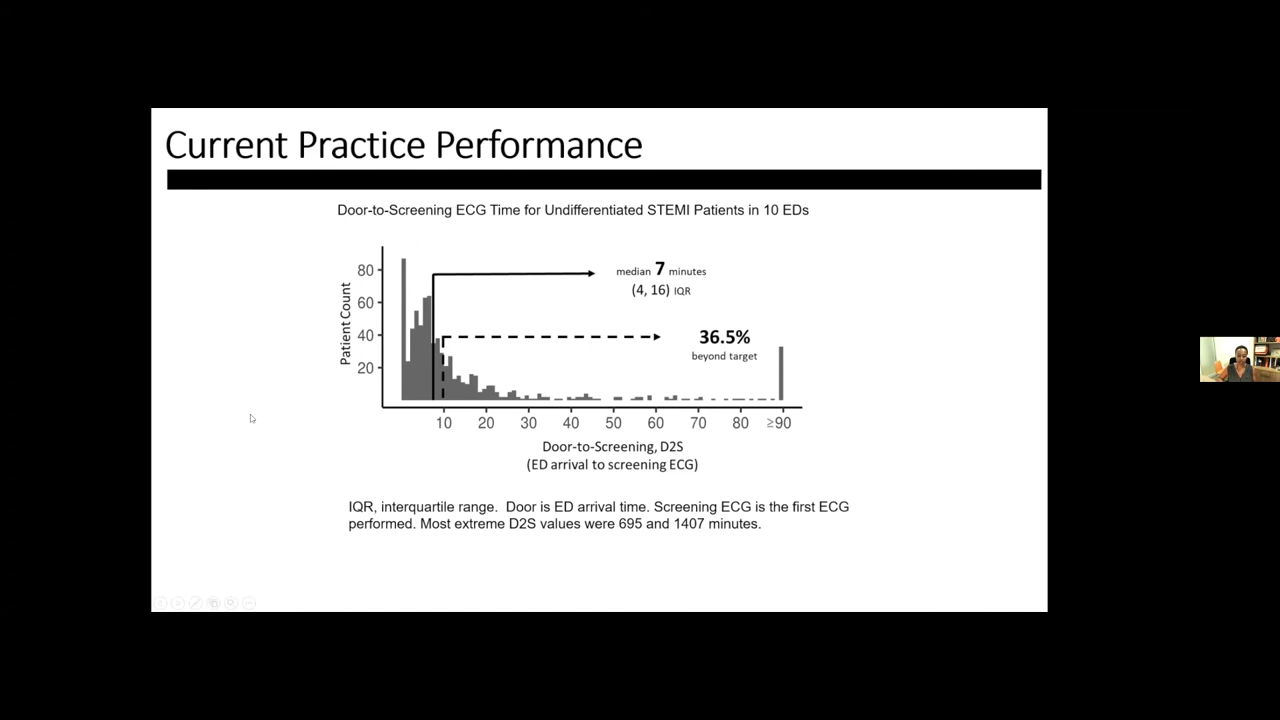 Current Practice Performance
Door-to-Screening ECG Time for Undifferentiated STEMI Patients in 10 EDs
Patient Count
80
60
40
20
median 7 minutes
(4, 16) IQR
36.5%
beyond target
10 20 30 40 50 60 70 80 ≥90
Door-to-Screening, D2S
(ED arrival to screening ECG)
IQR, interquartile range. Door is ED arrival time. Screening ECG is the first ECG
performed. Most extreme D2S values were 695 and 1407 minutes.